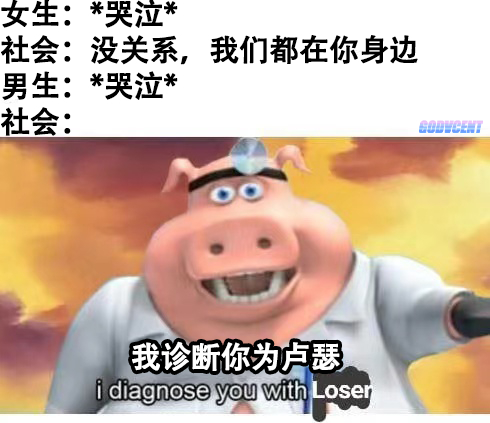 女生：*哭泣*
社会：没关系，我们都在你身边
男生：*哭泣*
社会：
GODVCENT
我诊断你为卢瑟
i diagnose you with Loser